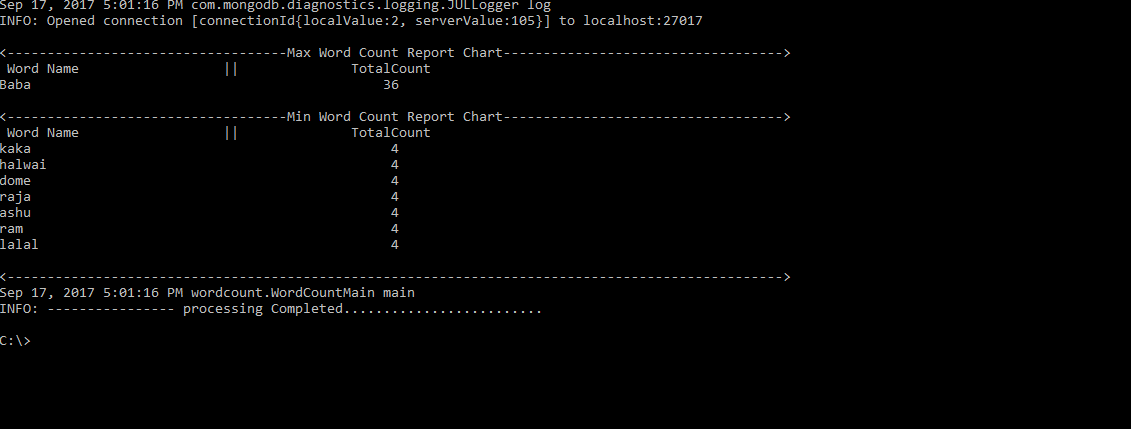 Sep 17, 2017 5:01:16 PM com.mongodb.diagnostics.logging.JULLogger log
INFO: Opened connection [connectionId{localValue:2, serverValue:105}] to localhost:27017
<-----------------------------------Max Word Count Report Chart----------------------------------->
Word Name || TotalCount
Baba 36
<-----------------------------------Min Word Count Report Chart----------------------------------->
Word Name || TotalCount
kaka 4
halwai 4
dome 4
raja 4
ashu 4
ram 4
lalal 4
<------------------------------------------------------------------------------------------------->
Sep 17, 2017 5:01:16 PM wordcount.WordCountMain main
INFO: ---------------- processing Completed.........................
C:\>